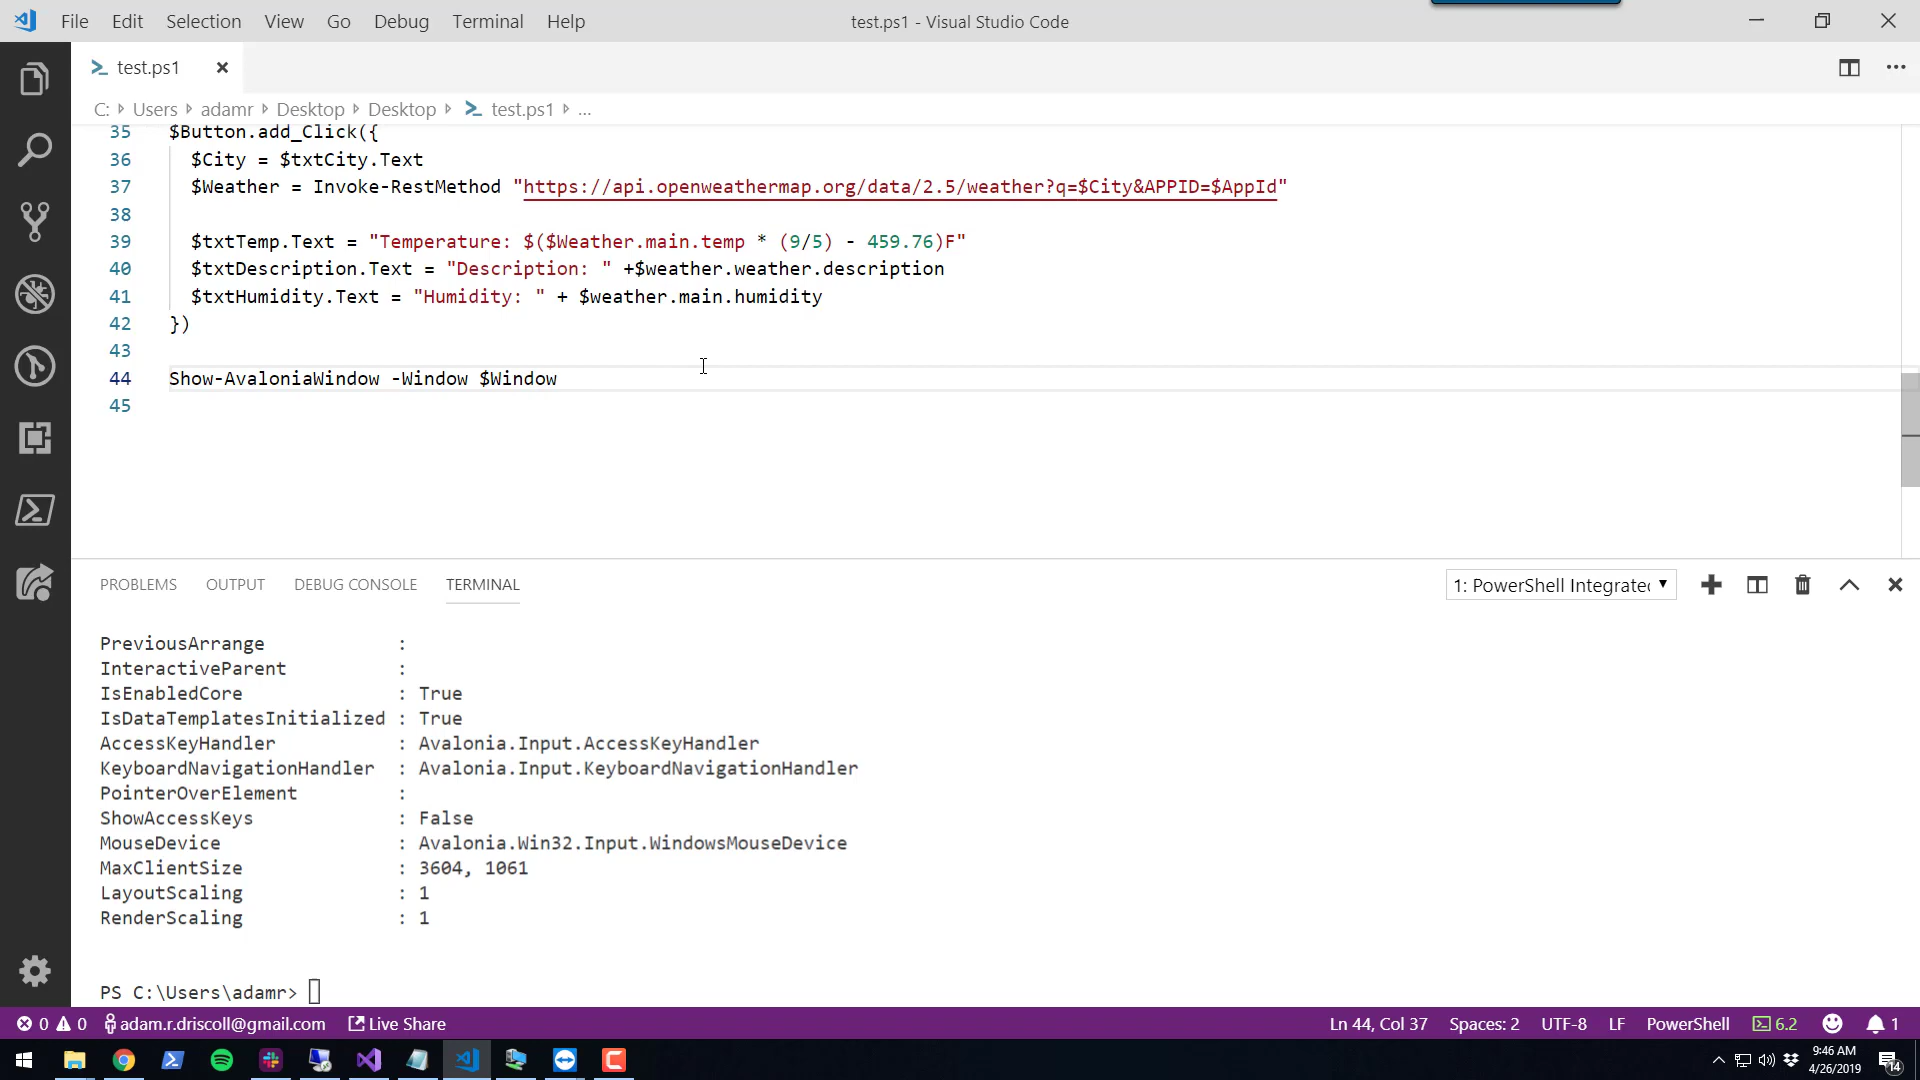 File Edit Selection View Go Debug Terminal Help test.ps1 - Visual Studio Code
test.ps1
C: Users adamr Desktop Desktop test.ps1 ...
35 $Button.add_Click({
36 $City = $txtCity.Text
37 $Weather = Invoke-RestMethod "https://api.openweathermap.org/data/2.5/weather?q=$City&APPID=$AppId"
38
39 $txtTemp.Text = "Temperature: $($Weather.main.temp * (9/5) - 459.76)F"
40 $txtDescription.Text = "Description: " +$weather.weather.description
41 $txtHumidity.Text = "Humidity: " + $weather.main.humidity
42 })
43
44 Show-AvaloniaWindow -Window $Window
45
PROBLEMS OUTPUT DEBUG CONSOLE TERMINAL 1: PowerShell Integrated
PreviousArrange :
InteractiveParent :
IsEnabledCore : True
IsDataTemplatesInitialized : True
AccessKeyHandler : Avalonia.Input.AccessKeyHandler
KeyboardNavigationHandler : Avalonia.Input.KeyboardNavigationHandler
PointerOverElement :
ShowAccessKeys : False
MouseDevice : Avalonia.Win32.Input.WindowsMouseDevice
MaxClientSize : 3604, 1061
LayoutScaling : 1
RenderScaling : 1
PS C:\Users\adamr>
0 0 adam.r.driscoll@gmail.com Live Share Ln 44, Col 37 Spaces: 2 UTF-8 LF PowerShell 6.2 1
9:46 AM
4/26/2019
14